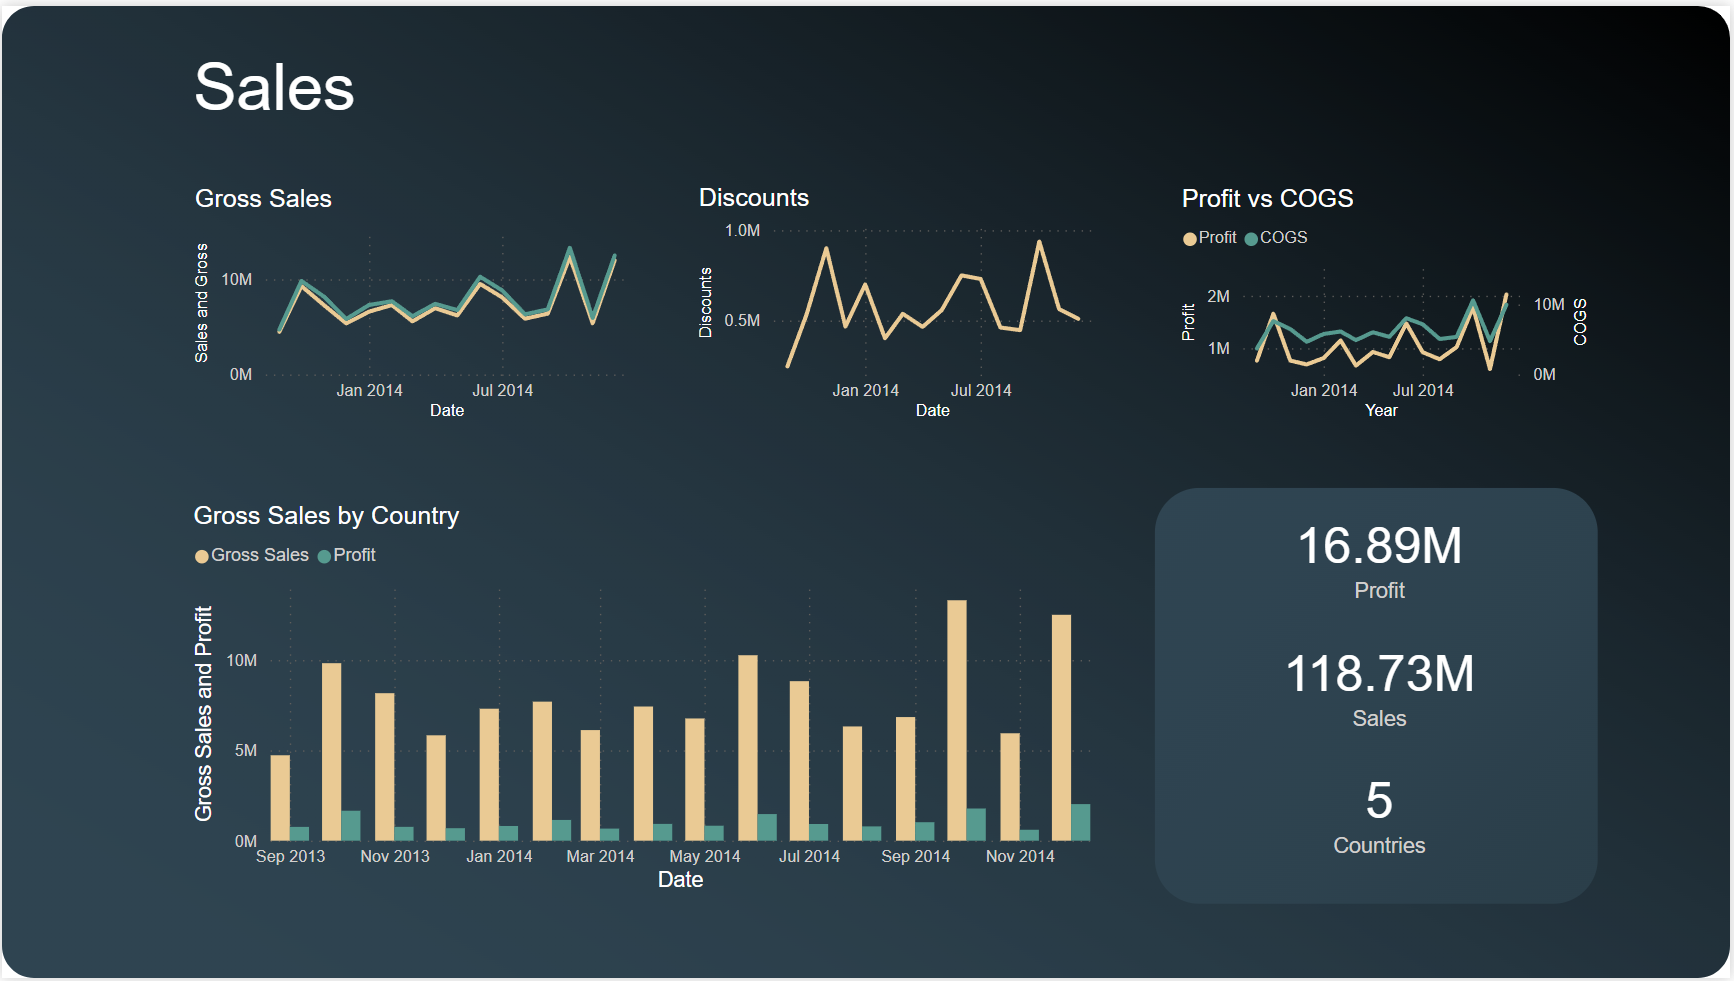 Sales
Gross Sales
Sales and Gross
10M
0M
Jan 2014 Jul 2014
Date
Discounts
Discounts
1.0M
0.5M
Jan 2014 Jul 2014
Date
Profit vs COGS
Profit COGS
Profit
2M
1M
10M
0M
COGS
Jan 2014 Jul 2014
Year
Gross Sales by Country
Gross Sales Profit
Gross Sales and Profit
10M
5M
0M
Sep 2013 Nov 2013 Jan 2014 Mar 2014 May 2014 Jul 2014 Sep 2014 Nov 2014
Date
16.89M
Profit
118.73M
Sales
5
Countries